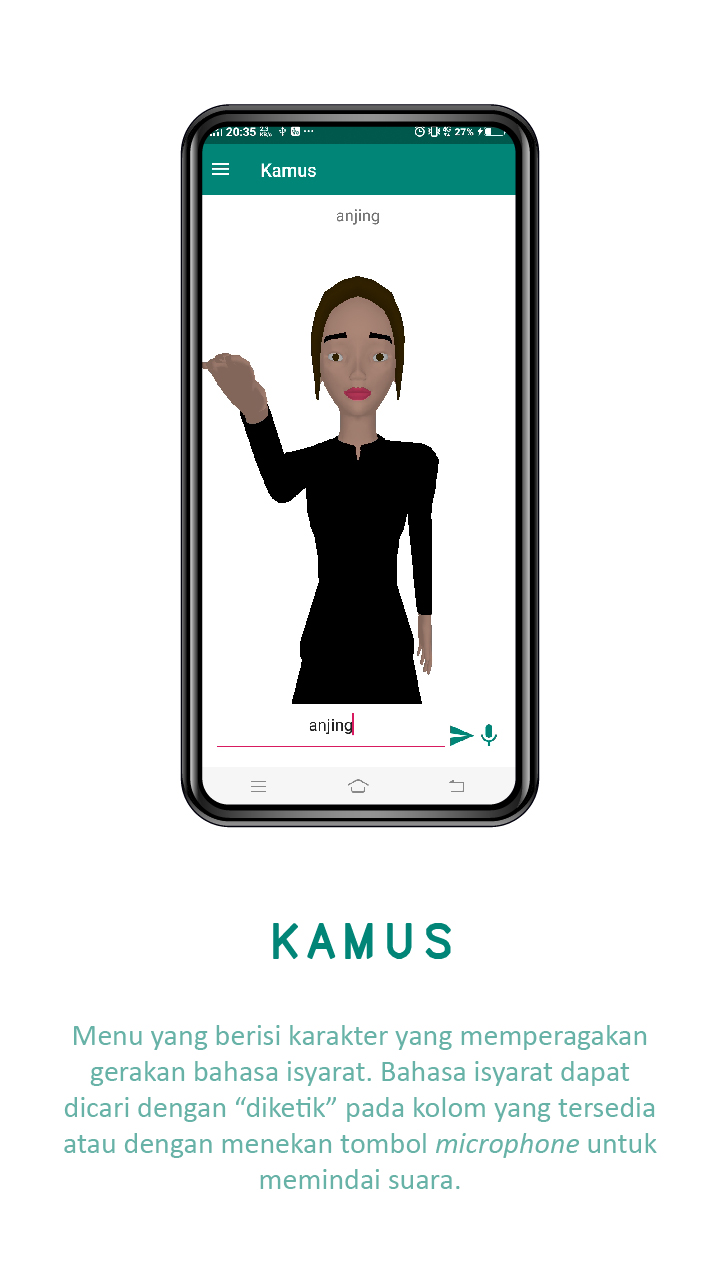 20:35 27%
Kamus
anjing
anjing
KAMUS
Menu yang berisi karakter yang memperagakan
gerakan bahasa isyarat. Bahasa isyarat dapat
dicari dengan “diketik” pada kolom yang tersedia
atau dengan menekan tombol microphone untuk
memindai suara.